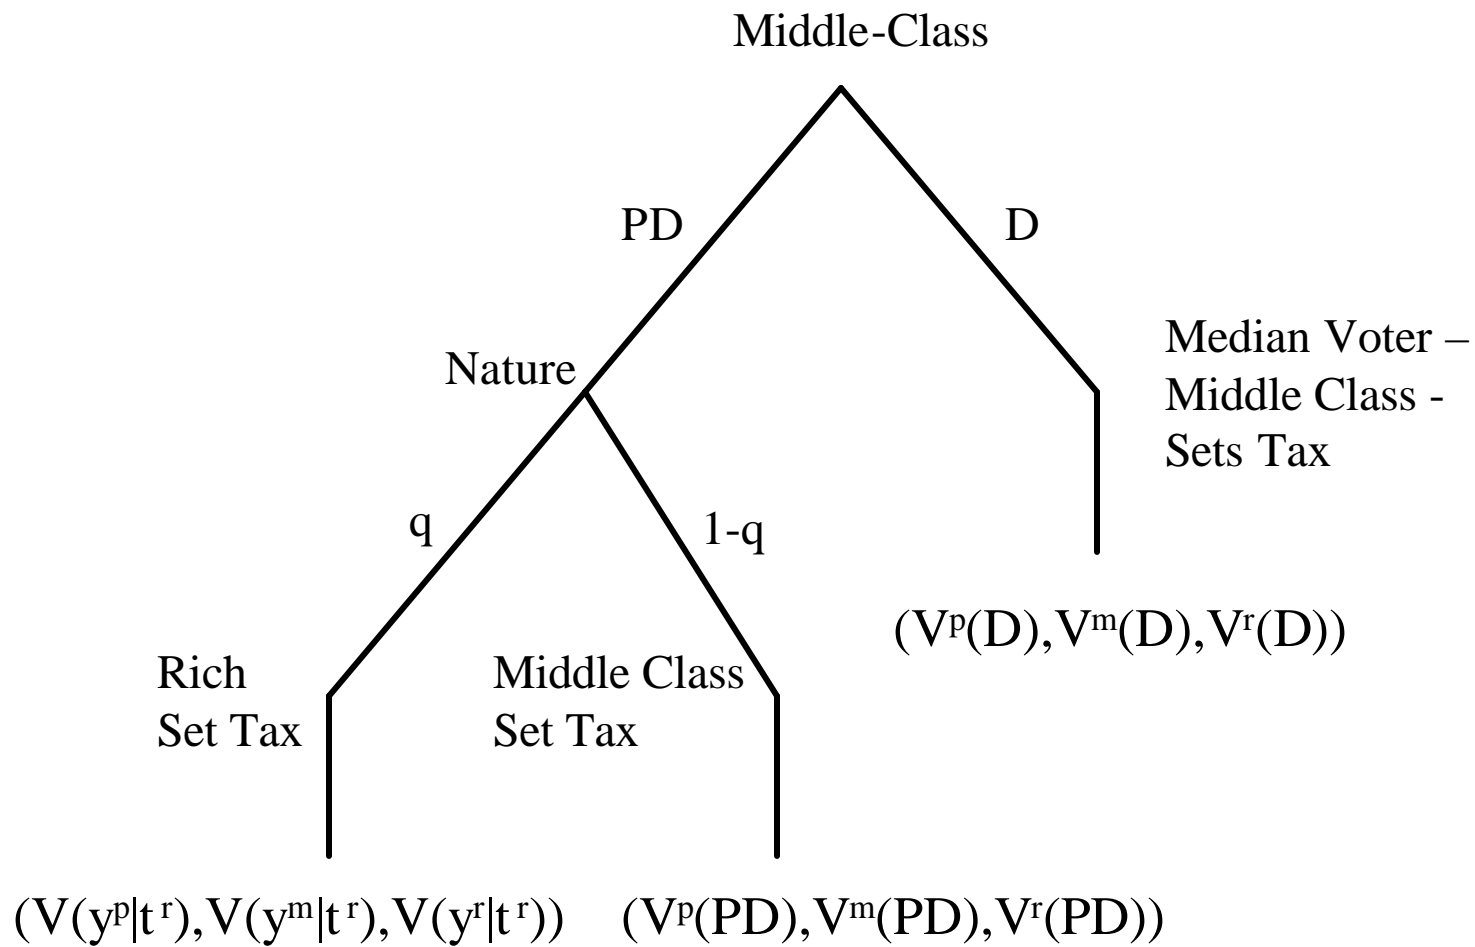 Middle-Class
PD
D
Median Voter –
Middle Class -
Sets Tax
Nature
q
1-q
(Vᵖ(D),Vᵐ(D),Vʳ(D))
Rich
Set Tax
Middle Class
Set Tax
(V(yᵖ|tʳ),V(yᵐ|tʳ),V(yʳ|tʳ))
(Vᵖ(PD),Vᵐ(PD),Vʳ(PD))